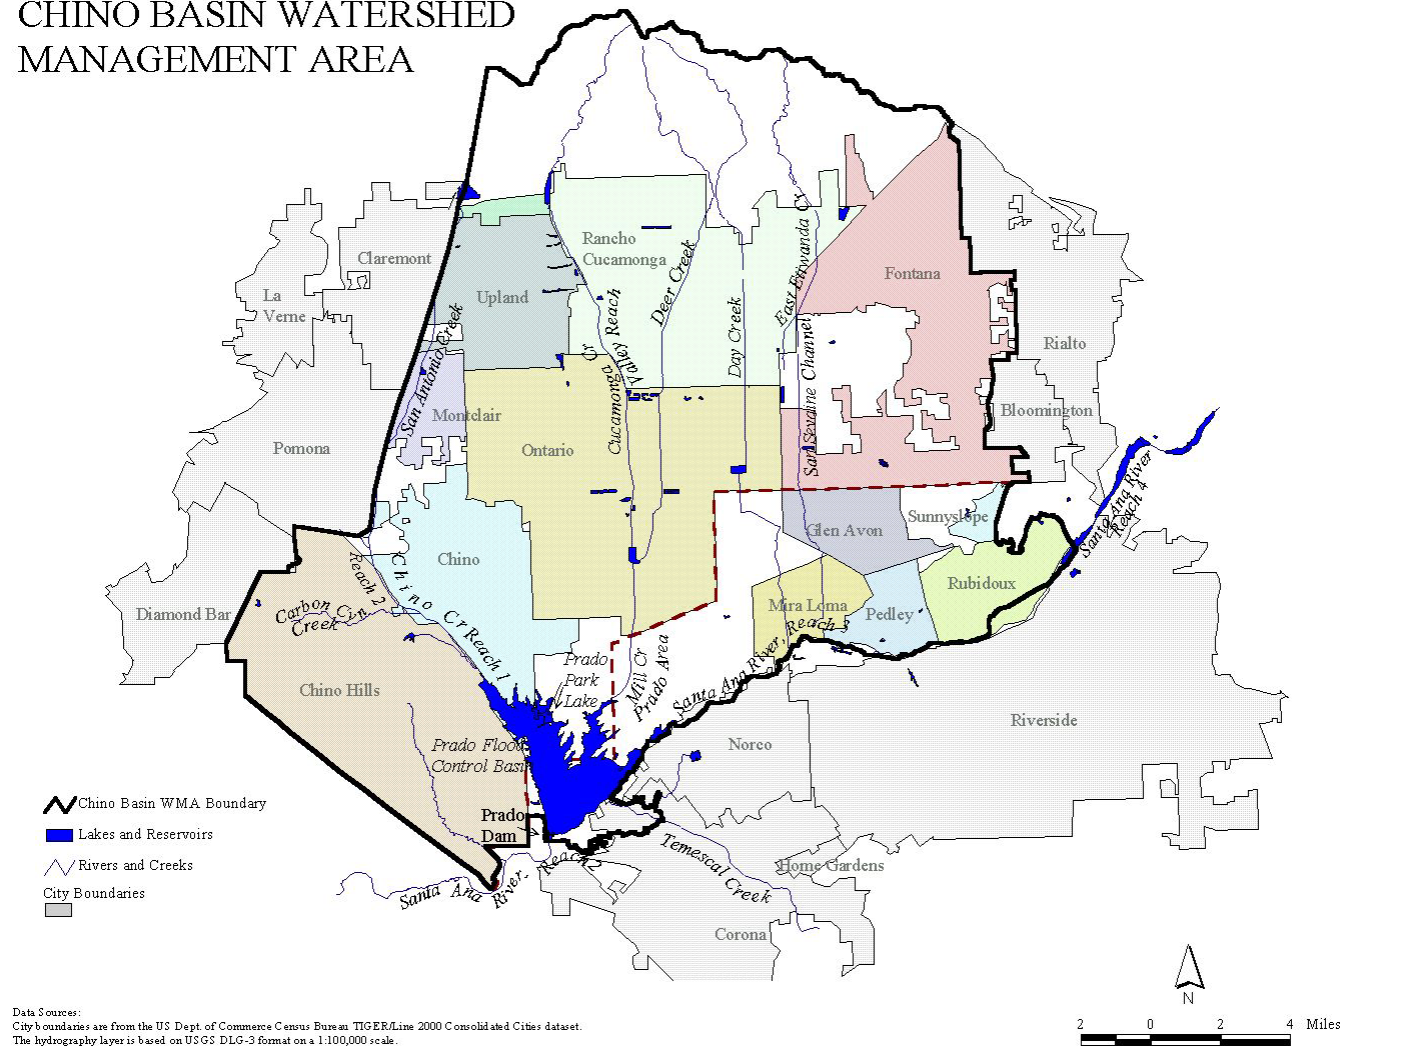 CHINO BASIN WATERSHED
MANAGEMENT AREA
Claremont
La
Verne
Rancho
Cucamonga
Upland
Fontana
Deer Creek
East Etiwanda Cr
San Antonio Creek
Cucamonga Cr
Valley Reach
Day Creek
San Sevaine Channel
Rialto
Bloomington
Montclair
Pomona
Ontario
Santa Ana River
Reach 4
Sunnyslope
Glen Avon
Chino
Reach 2
Chino Cr Reach 1
Rubidoux
Carbon Cyn
Creek
Diamond Bar
Mira Loma
Pedley
Santa Ana River, Reach 3
Prado
Park
Lake
Mill Cr
Prado Area
Chino Hills
Riverside
Prado Flood
Control Basin
Norco
Prado
Dam
Chino Basin WMA Boundary
Lakes and Reservoirs
Rivers and Creeks
City Boundaries
Temescal Creek
Home Gardens
Santa Ana River, Reach 2
Corona
N
Data Sources:
City boundaries are from the US Dept. of Commerce Census Bureau TIGER/Line 2000 Consolidated Cities dataset.
The hydrography layer is based on USGS DLG-3 format on a 1:100,000 scale.
2 0 2 4 Miles